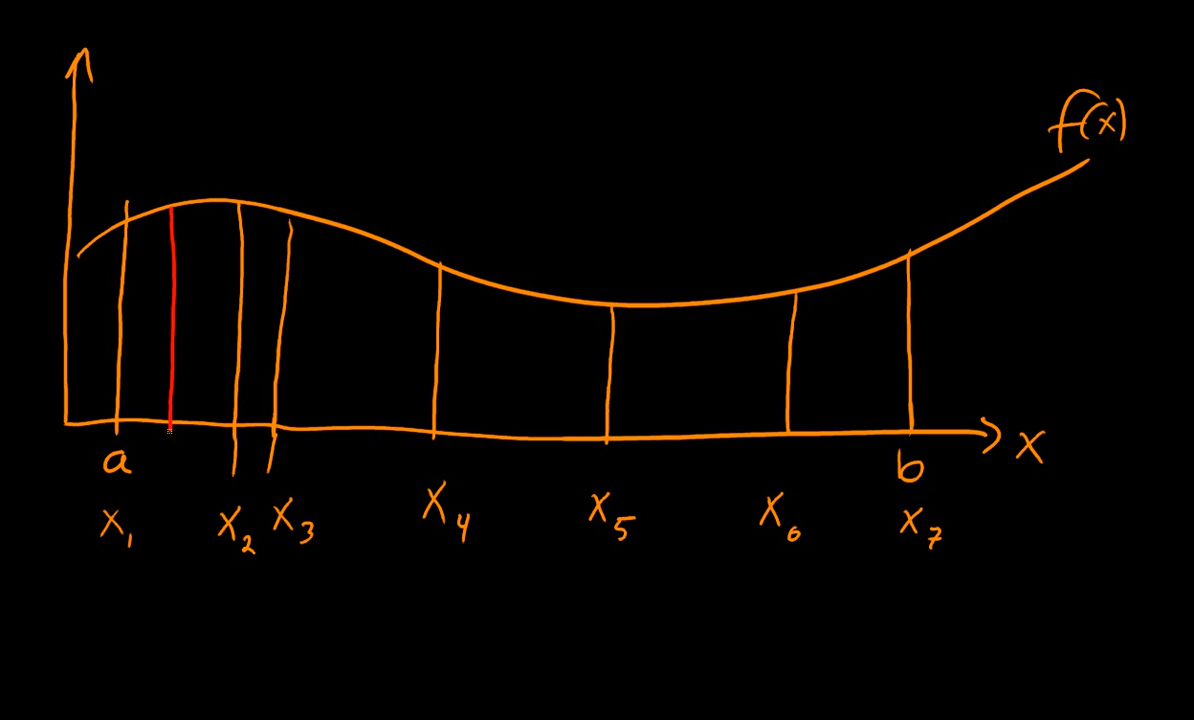 f(x)
x
a b
x₁ x₂ x₃ x₄ x₅ x₆ x₇